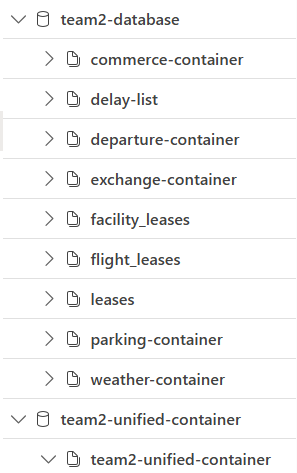 team2-database
commerce-container
delay-list
departure-container
exchange-container
facility_leases
flight_leases
leases
parking-container
weather-container
team2-unified-container
team2-unified-container